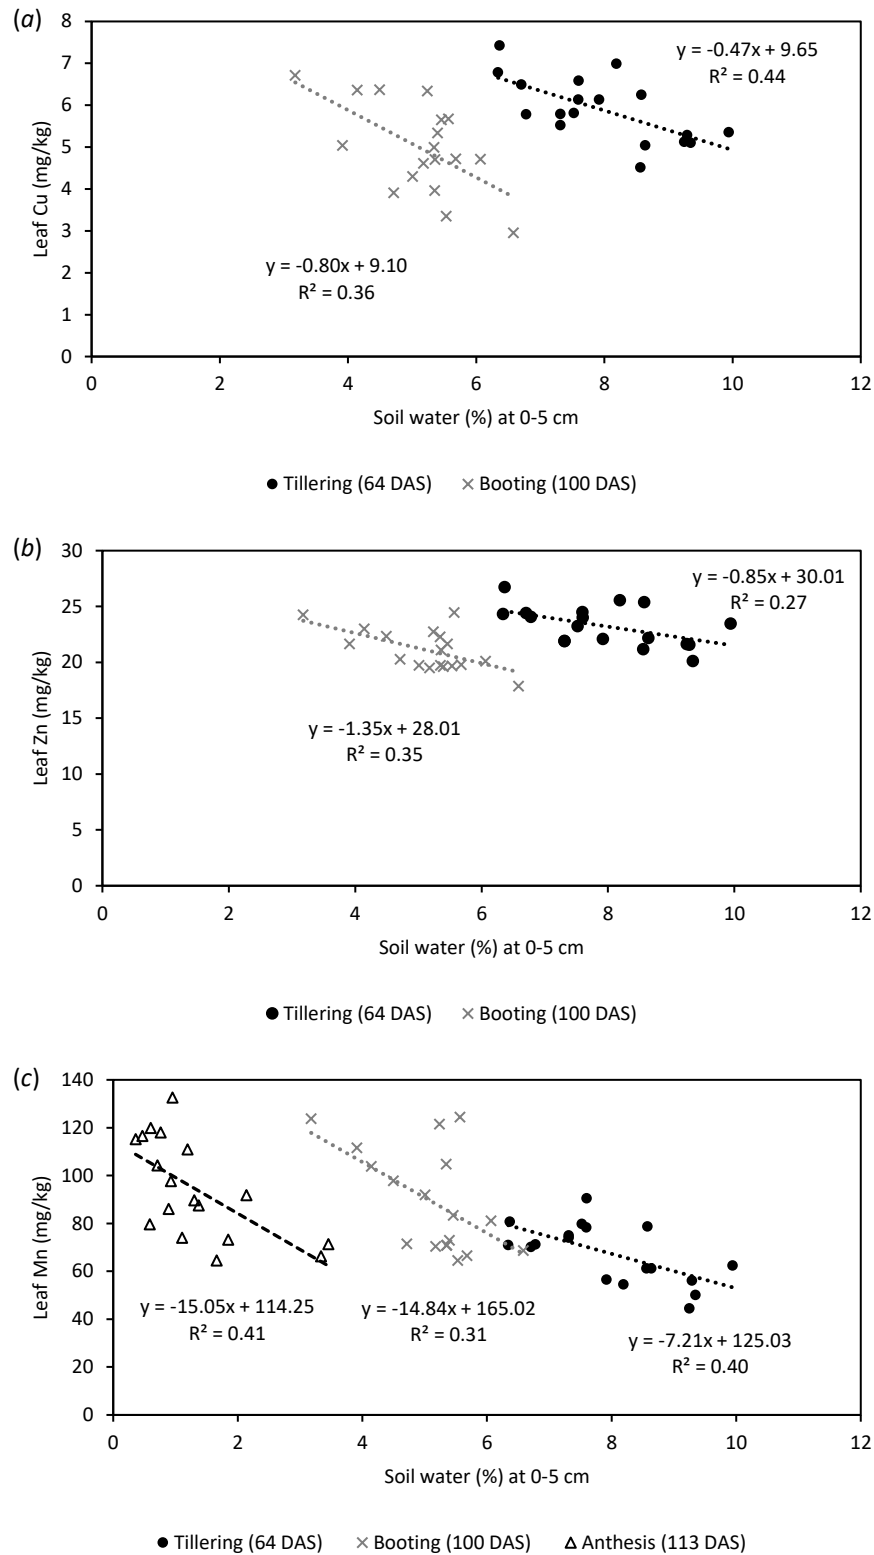 (a)
8
7
6
5
4
3
2
1
0
Leaf Cu (mg/kg)
y = -0.47x + 9.65
R² = 0.44
y = -0.80x + 9.10
R² = 0.36
0 2 4 6 8 10 12
Soil water (%) at 0-5 cm
Tillering (64 DAS) Booting (100 DAS)
(b)
30
25
20
15
10
5
0
Leaf Zn (mg/kg)
y = -0.85x + 30.01
R² = 0.27
y = -1.35x + 28.01
R² = 0.35
0 2 4 6 8 10 12
Soil water (%) at 0-5 cm
Tillering (64 DAS) Booting (100 DAS)
(c)
140
120
100
80
60
40
20
0
Leaf Mn (mg/kg)
y = -15.05x + 114.25
R² = 0.41
y = -14.84x + 165.02
R² = 0.31
y = -7.21x + 125.03
R² = 0.40
0 2 4 6 8 10 12
Soil water (%) at 0-5 cm
Tillering (64 DAS) Booting (100 DAS) Anthesis (113 DAS)